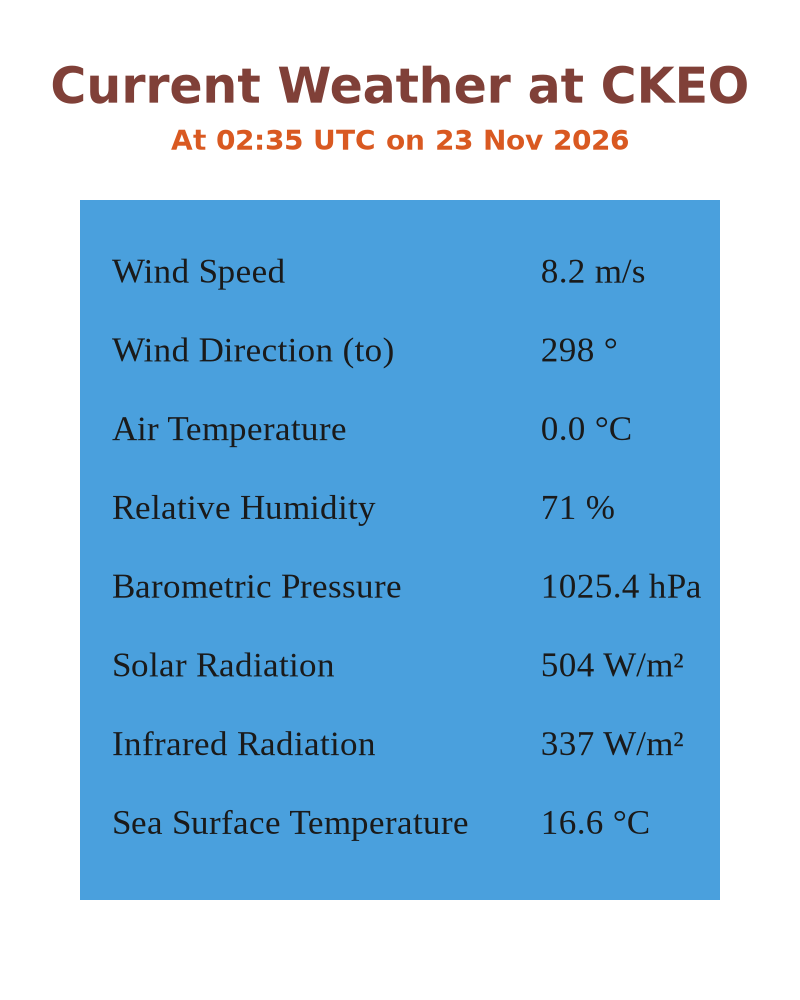 Current Weather at CKEO
At 02:35 UTC on 23 Nov 2026
Wind Speed 8.2 m/s
Wind Direction (to) 298 °
Air Temperature 0.0 °C
Relative Humidity 71 %
Barometric Pressure 1025.4 hPa
Solar Radiation 504 W/m²
Infrared Radiation 337 W/m²
Sea Surface Temperature 16.6 °C